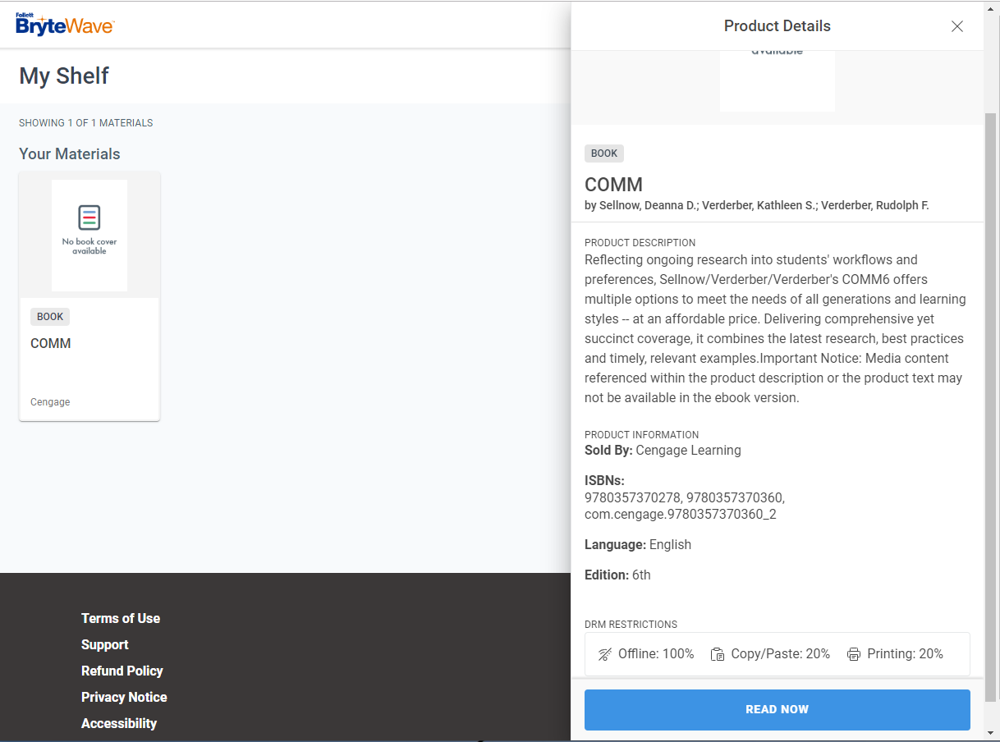 Follett
BryteWave™
My Shelf
SHOWING 1 OF 1 MATERIALS
Your Materials
No book cover
available
BOOK
COMM
Cengage
Terms of Use
Support
Refund Policy
Privacy Notice
Accessibility
Product Details
available
BOOK
COMM
by Sellnow, Deanna D.; Verderber, Kathleen S.; Verderber, Rudolph F.
PRODUCT DESCRIPTION
Reflecting ongoing research into students' workflows and
preferences, Sellnow/Verderber/Verderber's COMM6 offers
multiple options to meet the needs of all generations and learning
styles -- at an affordable price. Delivering comprehensive yet
succinct coverage, it combines the latest research, best practices
and timely, relevant examples.Important Notice: Media content
referenced within the product description or the product text may
not be available in the ebook version.
PRODUCT INFORMATION
Sold By: Cengage Learning
ISBNs:
9780357370278, 9780357370360,
com.cengage.9780357370360_2
Language: English
Edition: 6th
DRM RESTRICTIONS
Offline: 100% Copy/Paste: 20% Printing: 20%
READ NOW